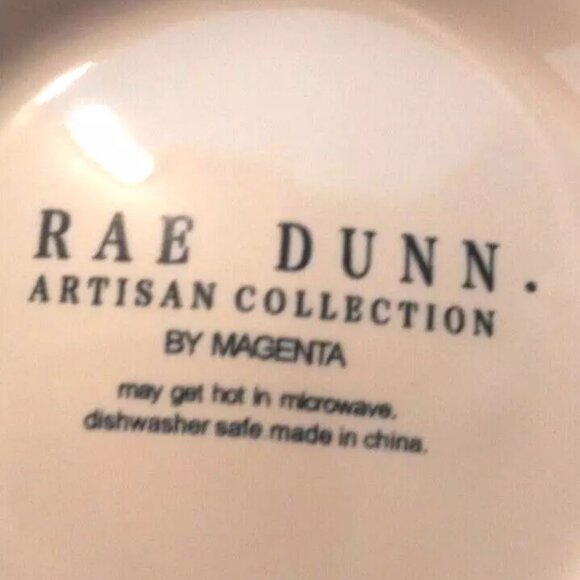 RAE DUNN.
ARTISAN COLLECTION
BY MAGENTA
may get hot in microwave.
dishwasher safe made in china.